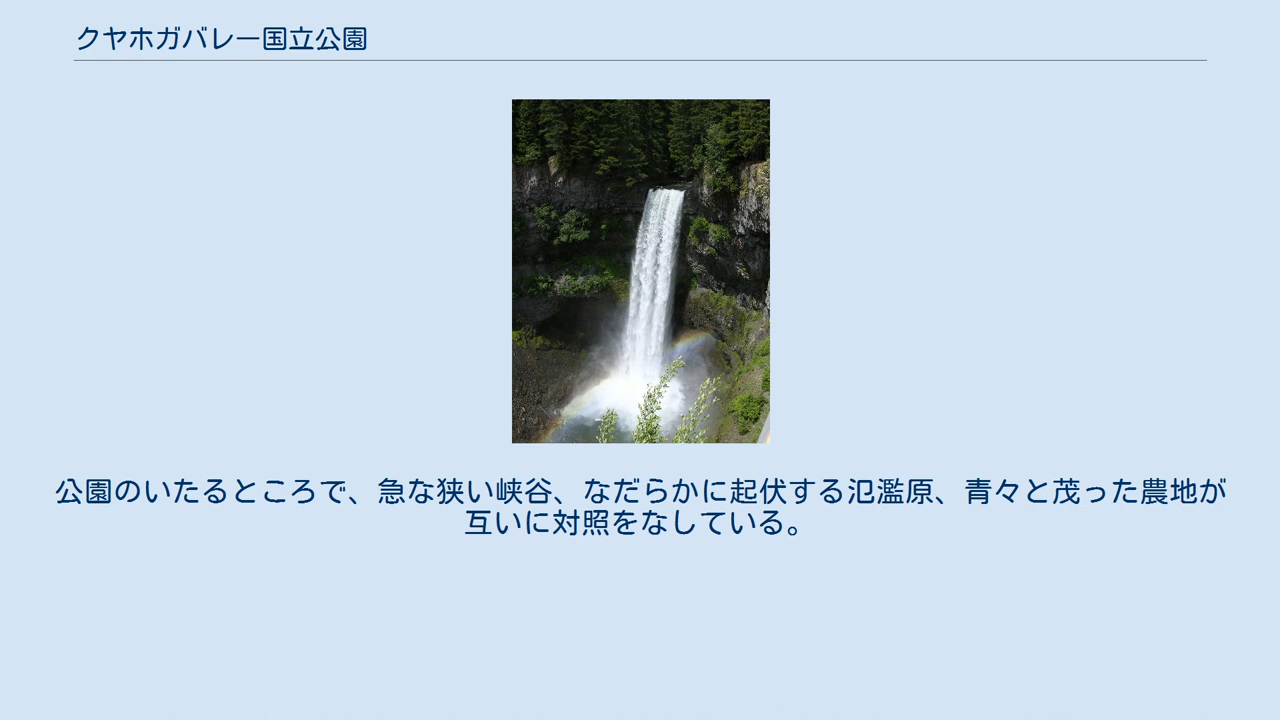 クヤホガバレー国立公園
公園のいたるところで、急な狭い峡谷、なだらかに起伏する氾濫原、青々と茂った農地が
互いに対照をなしている。